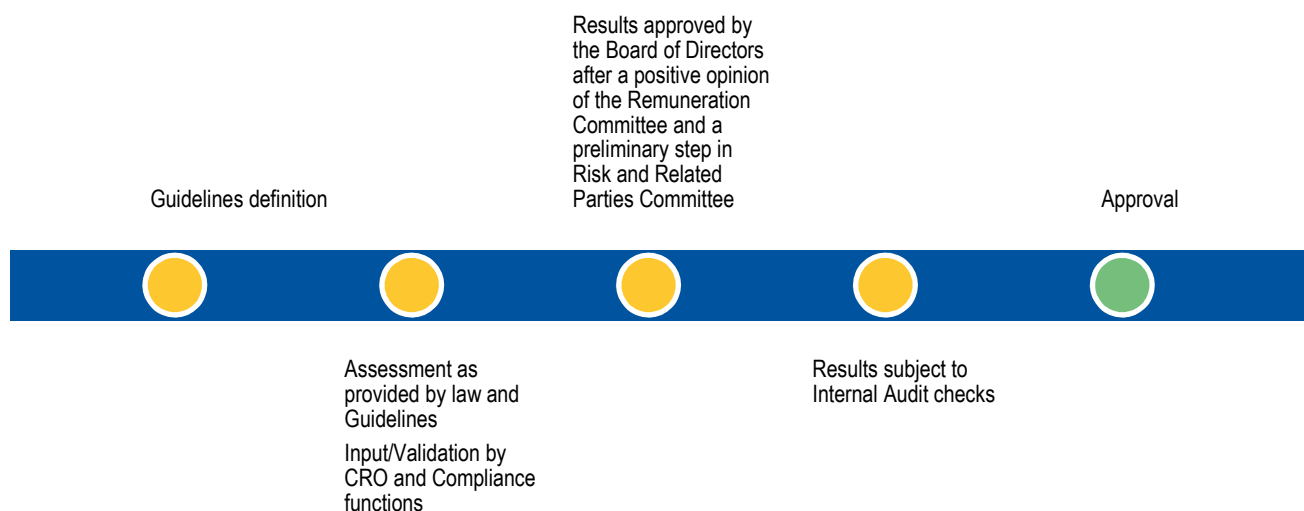 Guidelines definition
Assessment as
provided by law and
Guidelines
Input/Validation by
CRO and Compliance
functions
Results approved by
the Board of Directors
after a positive opinion
of the Remuneration
Committee and a
preliminary step in
Risk and Related
Parties Committee
Results subject to
Internal Audit checks
Approval